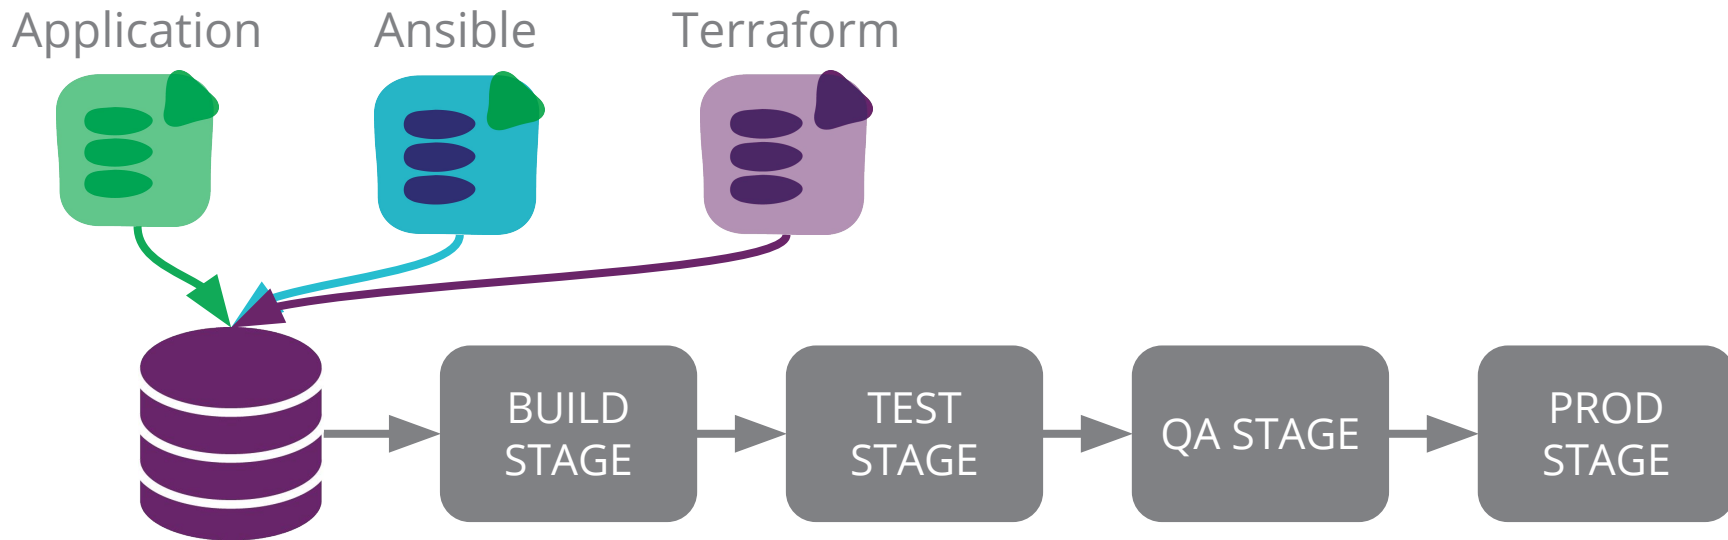 Application
Ansible
Terraform
BUILD
STAGE
TEST
STAGE
QA STAGE
PROD
STAGE